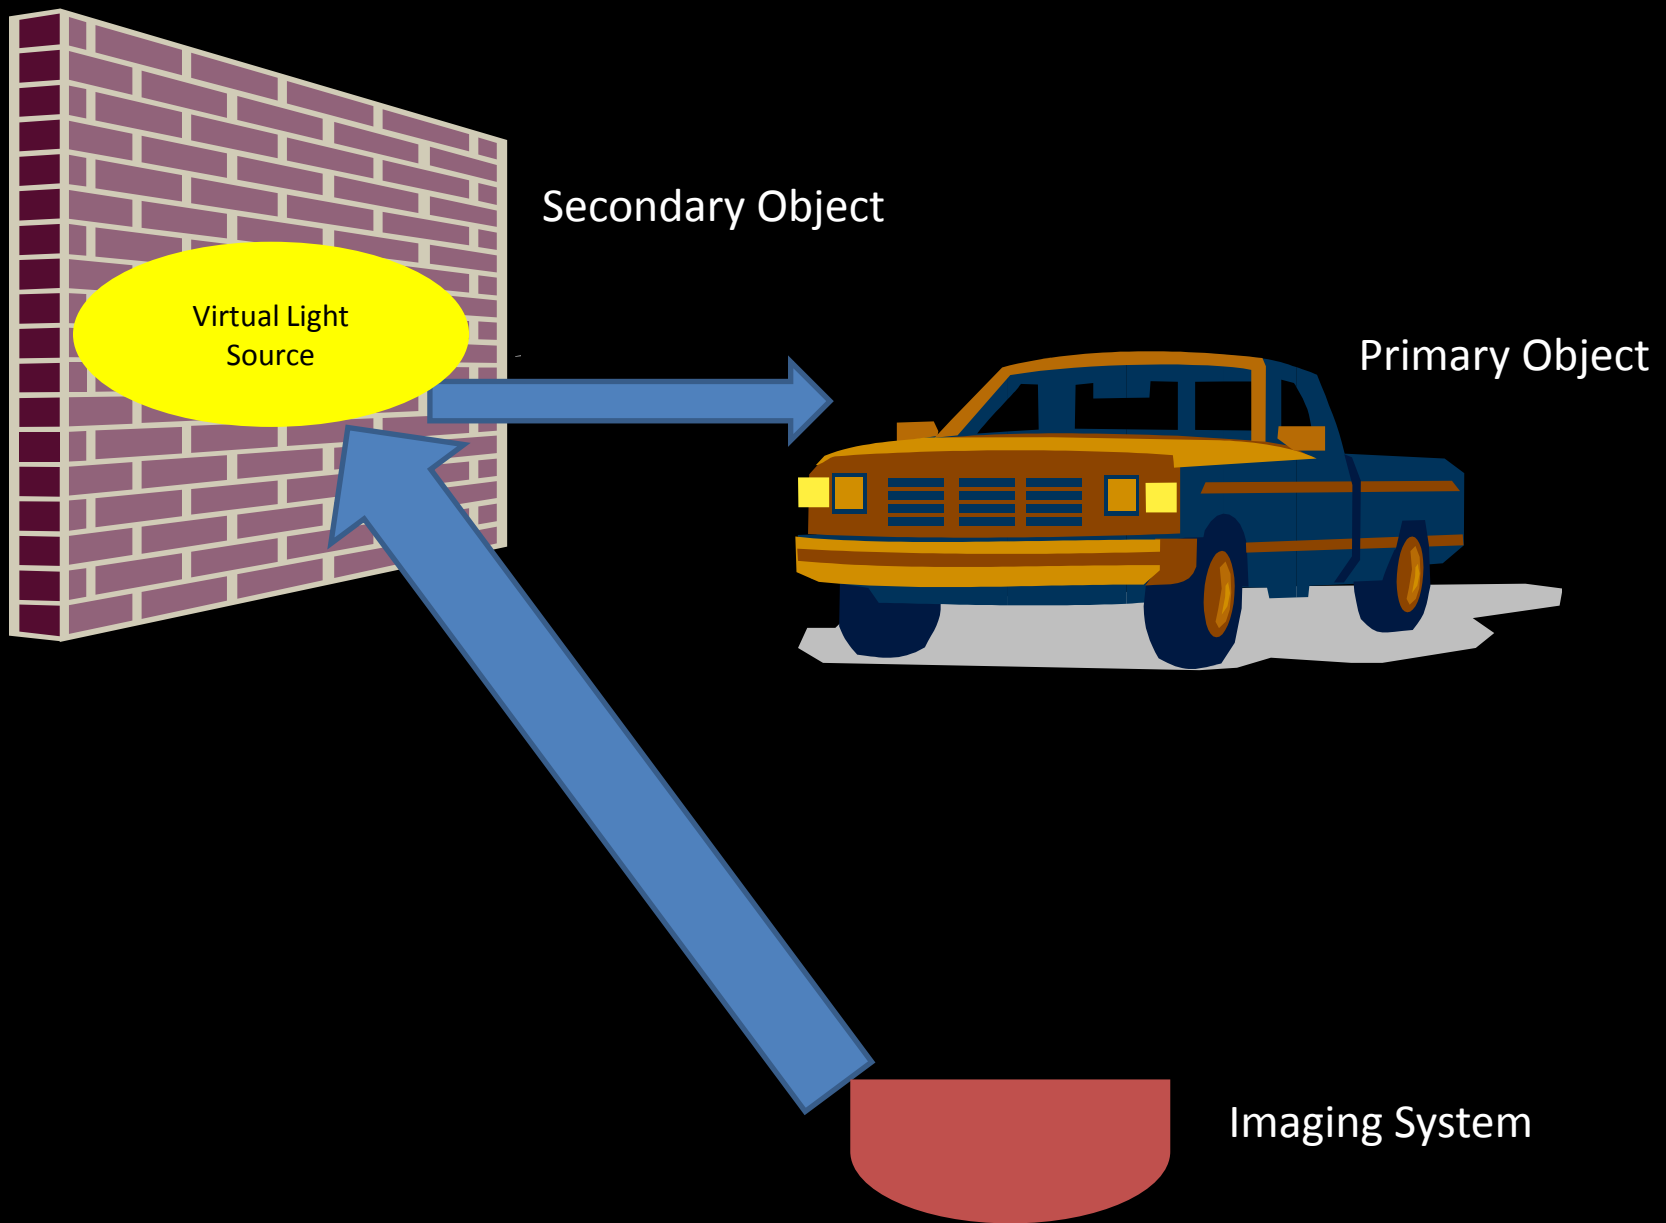 Secondary Object
Virtual Light
Source
Primary Object
Imaging System